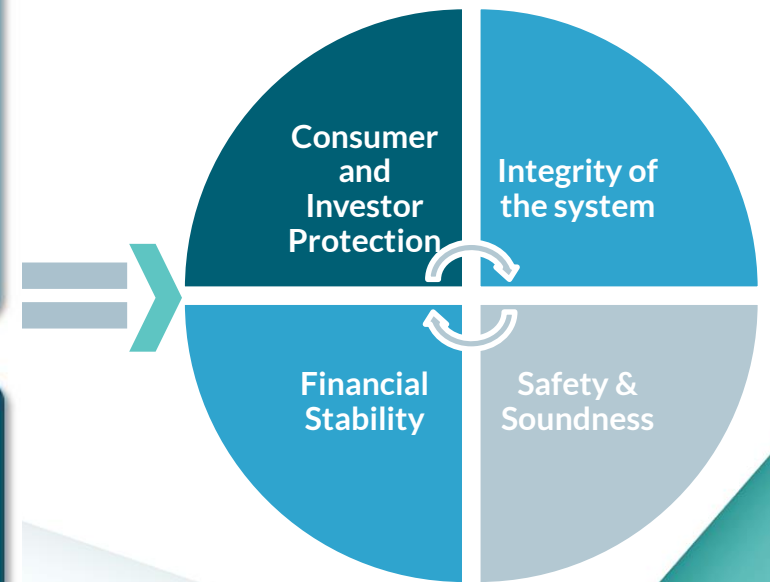 Consumer
and
Investor
Protection
Integrity of
the system
Financial
Stability
Safety &
Soundness